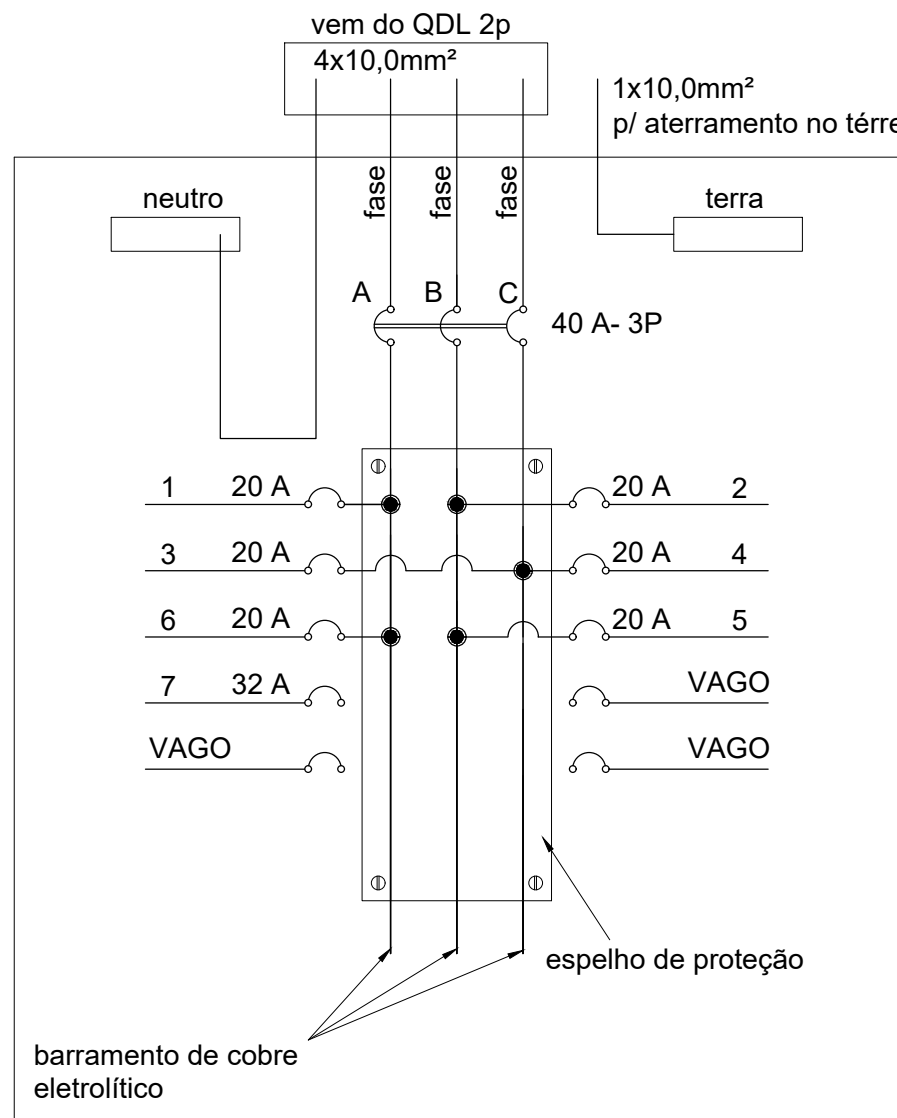 vem do QDL 2p
4x10,0mm²
1x10,0mm²
p/ aterramento no térre
neutro
fase
fase
fase
terra
A
B
C
40 A- 3P
1
20 A
20 A
2
3
20 A
20 A
4
6
20 A
20 A
5
7
32 A
VAGO
VAGO
VAGO
espelho de proteção
barramento de cobre
eletrolítico